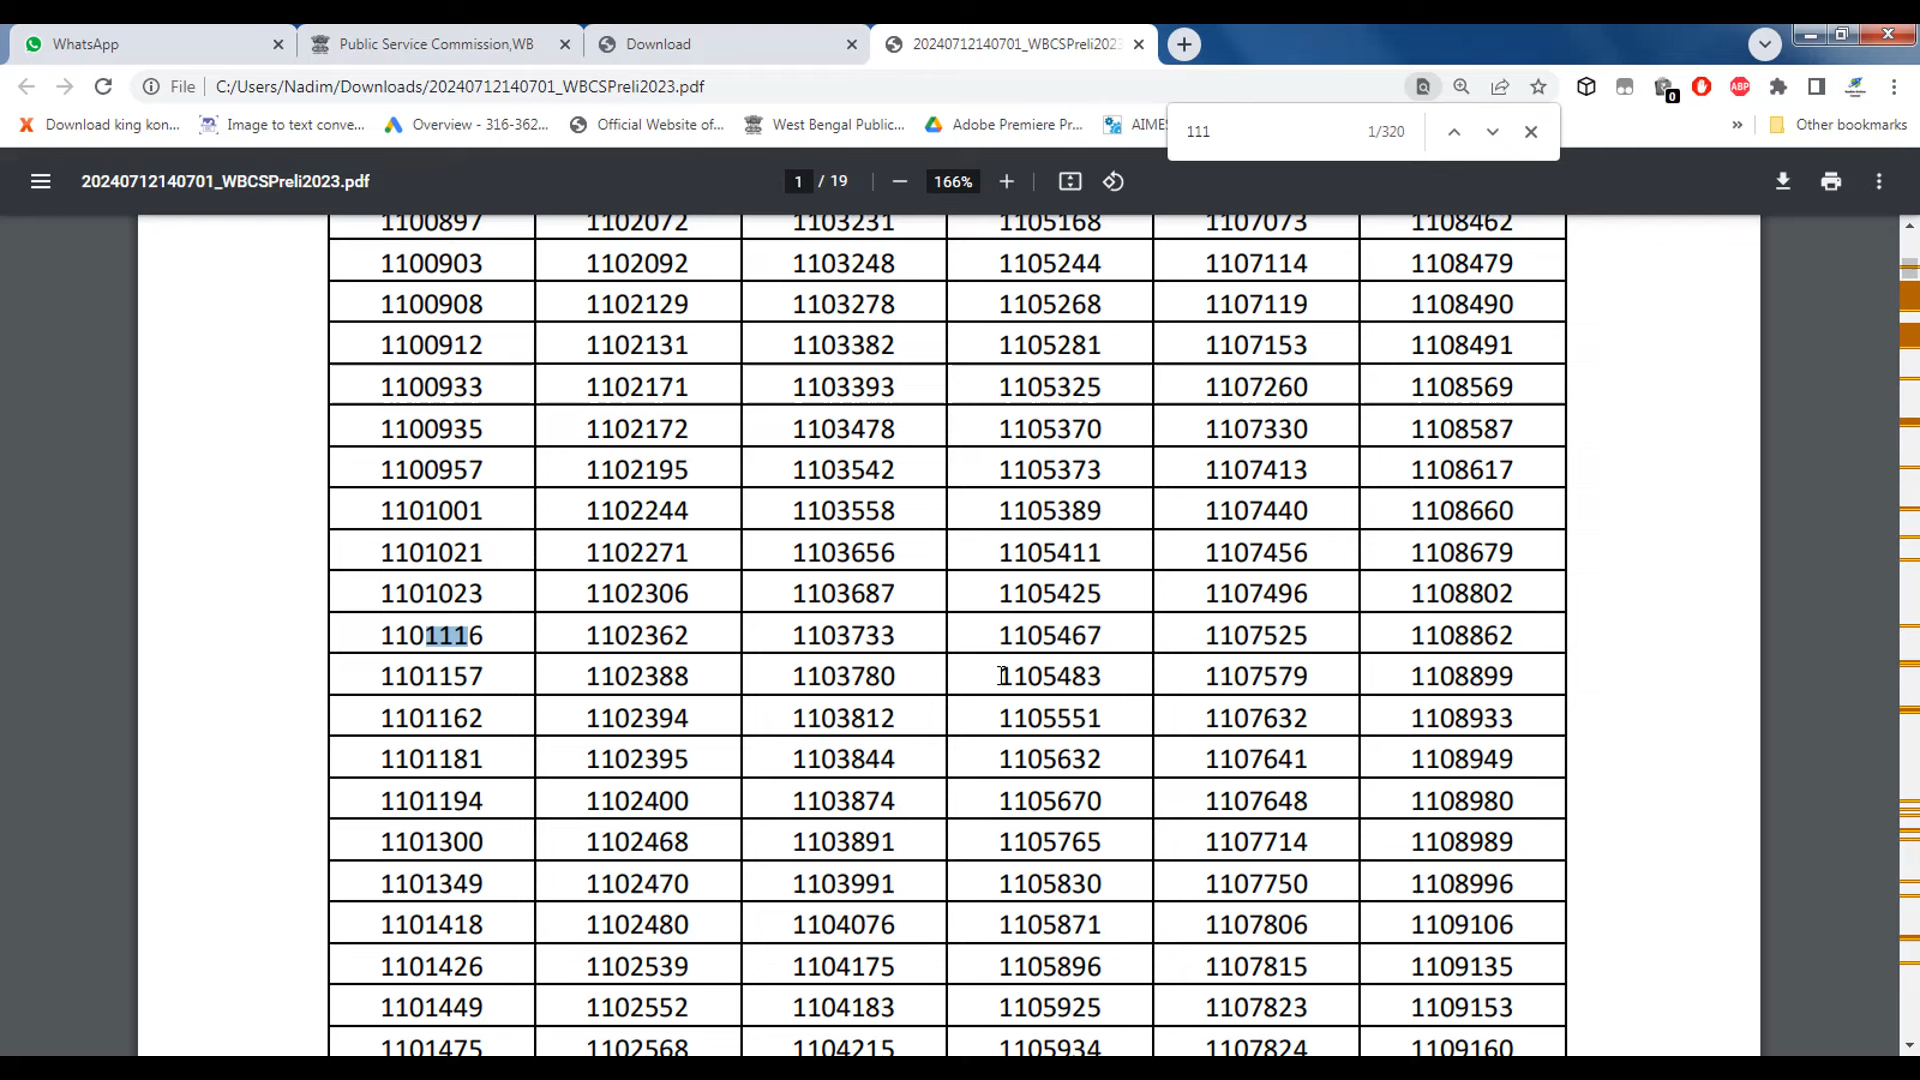 WhatsApp Public Service Commission,WB Download 20240712140701_WBCSPreli2023
File C:/Users/Nadim/Downloads/20240712140701_WBCSPreli2023.pdf 0 ABP
Download king kon... Image to text conve... Overview - 316-362... Official Website of... West Bengal Public... Adobe Premiere Pr... AIMES » Other bookmarks
111 1/320
20240712140701_WBCSPreli2023.pdf 1 / 19 166%
1100897 1102072 1103231 1105168 1107073 1108462
1100903 1102092 1103248 1105244 1107114 1108479
1100908 1102129 1103278 1105268 1107119 1108490
1100912 1102131 1103382 1105281 1107153 1108491
1100933 1102171 1103393 1105325 1107260 1108569
1100935 1102172 1103478 1105370 1107330 1108587
1100957 1102195 1103542 1105373 1107413 1108617
1101001 1102244 1103558 1105389 1107440 1108660
1101021 1102271 1103656 1105411 1107456 1108679
1101023 1102306 1103687 1105425 1107496 1108802
1101116 1102362 1103733 1105467 1107525 1108862
1101157 1102388 1103780 1105483 1107579 1108899
1101162 1102394 1103812 1105551 1107632 1108933
1101181 1102395 1103844 1105632 1107641 1108949
1101194 1102400 1103874 1105670 1107648 1108980
1101300 1102468 1103891 1105765 1107714 1108989
1101349 1102470 1103991 1105830 1107750 1108996
1101418 1102480 1104076 1105871 1107806 1109106
1101426 1102539 1104175 1105896 1107815 1109135
1101449 1102552 1104183 1105925 1107823 1109153
1101475 1102568 1104215 1105934 1107824 1109160